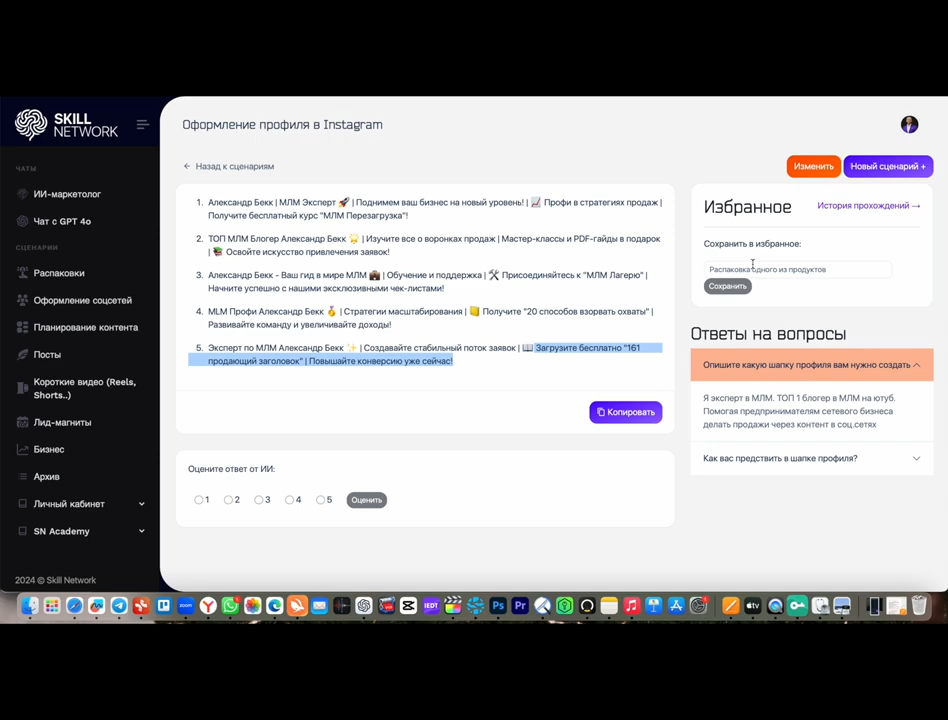 SKILL
NETWORK
ЧАТЫ
ИИ-маркетолог
Чат с GPT 4o
СЦЕНАРИИ
Распаковки
Оформление соцсетей
Планирование контента
Посты
Короткие видео (Reels,
Shorts..)
Лид-магниты
Бизнес
Архив
Личный кабинет
SN Academy
2024 © Skill Network
Оформление профиля в Instagram
← Назад к сценариям
Изменить
Новый сценарий +
1. Александр Бекк | МЛМ Эксперт 🚀 | Поднимем ваш бизнес на новый уровень! | 📈 Профи в стратегиях продаж |
Получите бесплатный курс "МЛМ Перезагрузка"!
2. ТОП МЛМ Блогер Александр Бекк 🌟 | Изучите все о воронках продаж | Мастер-классы и PDF-гайды в подарок
| 📚 Освойте искусство привлечения заявок!
3. Александр Бекк - Ваш гид в мире МЛМ 💼 | Обучение и поддержка | 🛠 Присоединяйтесь к "МЛМ Лагерю" |
Начните успешно с нашими эксклюзивными чек-листами!
4. MLM Профи Александр Бекк 🏅 | Стратегии масштабирования | 📒 Получите "20 способов взорвать охваты" |
Развивайте команду и увеличивайте доходы!
5. Эксперт по МЛМ Александр Бекк ✨ | Создавайте стабильный поток заявок | 📖 Загрузите бесплатно "161
продающий заголовок" | Повышайте конверсию уже сейчас!
Копировать
Оцените ответ от ИИ:
1 2 3 4 5 Оценить
Избранное
История прохождений →
Сохранить в избранное:
Распаковка одного из продуктов
Сохранить
Ответы на вопросы
Опишите какую шапку профиля вам нужно создать
Я эксперт в МЛМ. ТОП 1 блогер в МЛМ на ютуб.
Помогая предпринимателям сетевого бизнеса
делать продажи через контент в соц.сетях
Как вас предствить в шапке профиля?